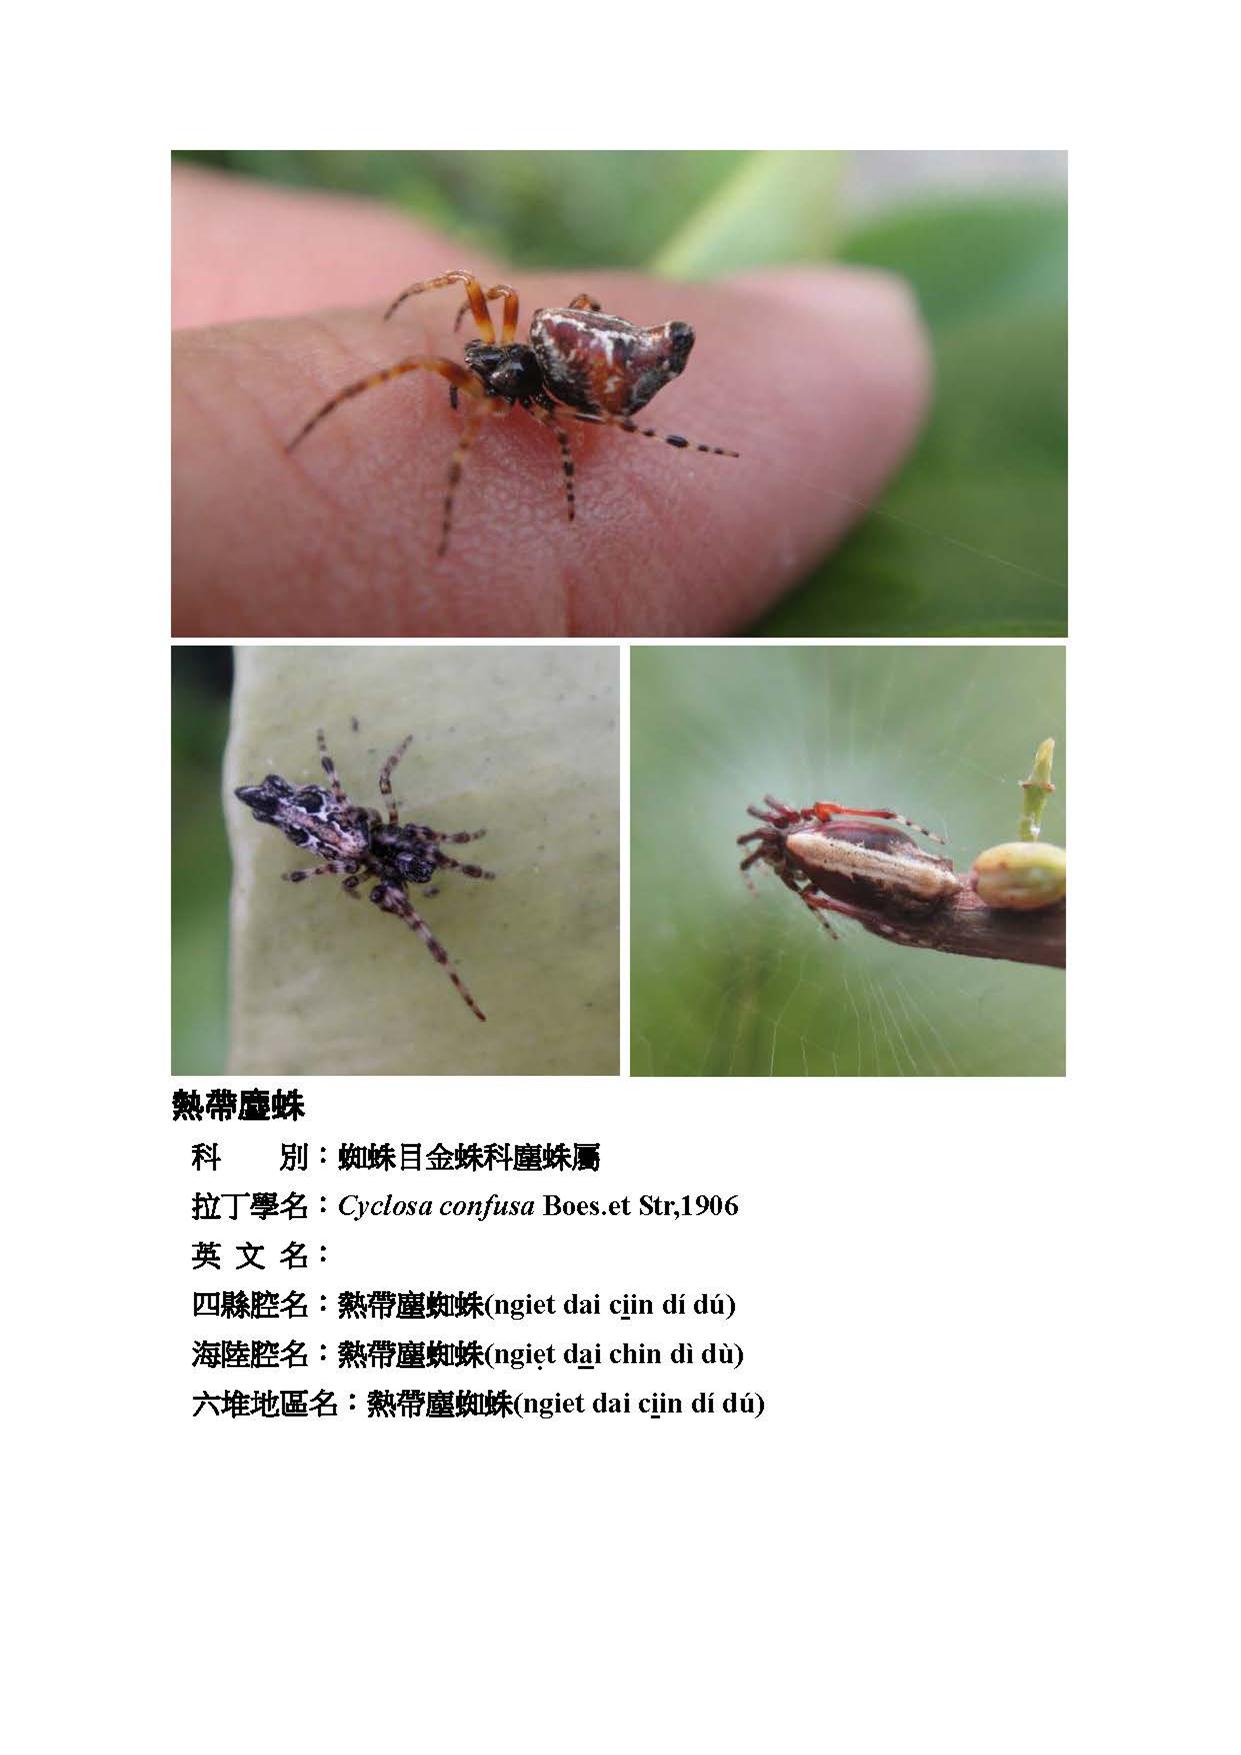 熱帶塵蛛
科　　別：蜘蛛目金蛛科塵蛛屬
拉丁學名：Cyclosa confusa Boes.et Str,1906
英 文 名：
四縣腔名：熱帶塵蜘蛛(ngiet dai ci̲in dí dú)
海陸腔名：熱帶塵蜘蛛(ngiẹt da̲i chin dì dù)
六堆地區名：熱帶塵蜘蛛(ngiet dai ci̲in dí dú)